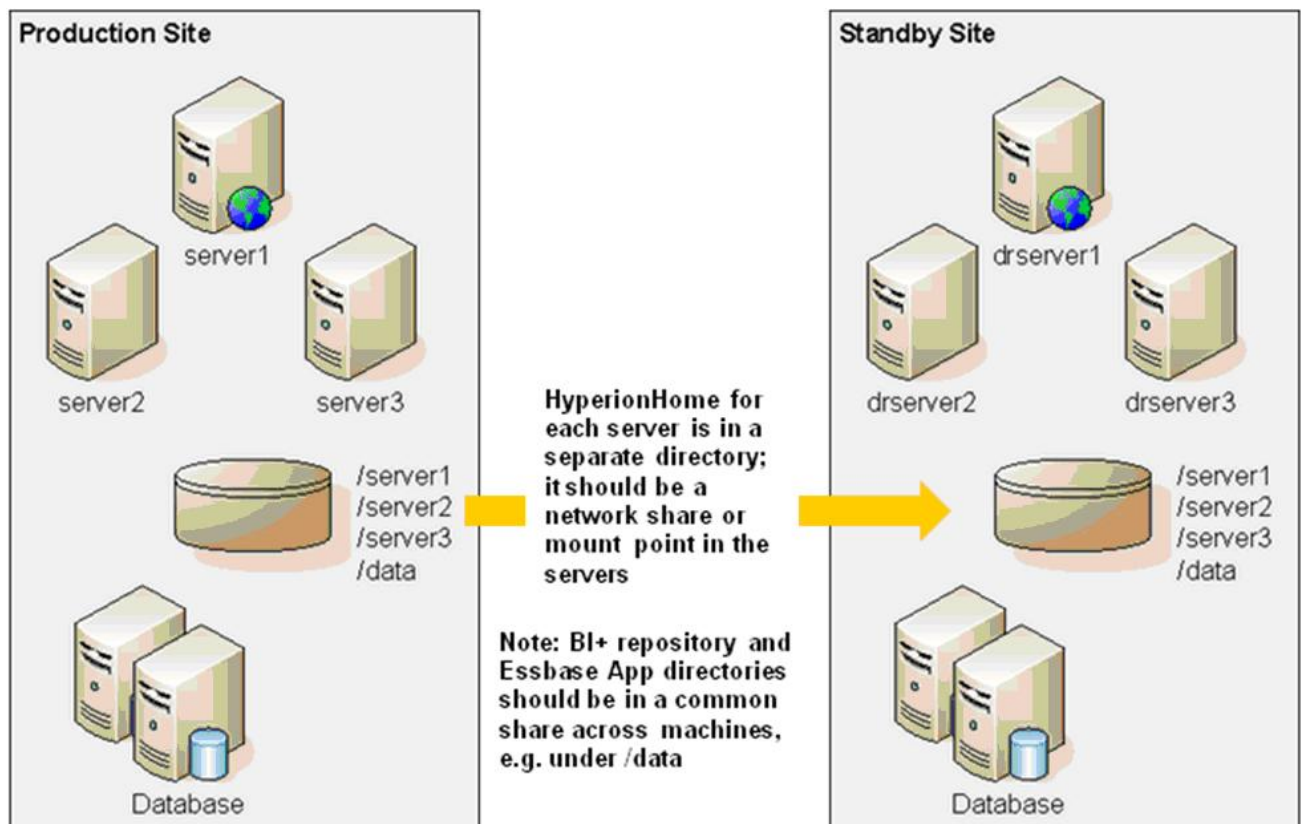 Production Site
server1
server2
server3
/server1
/server2
/server3
/data
Database
HyperionHome for
each server is in a
separate directory;
it should be a
network share or
mount point in the
servers
Note: BI+ repository and
Essbase App directories
should be in a common
share across machines,
e.g. under /data
Standby Site
drserver1
drserver2
drserver3
/server1
/server2
/server3
/data
Database